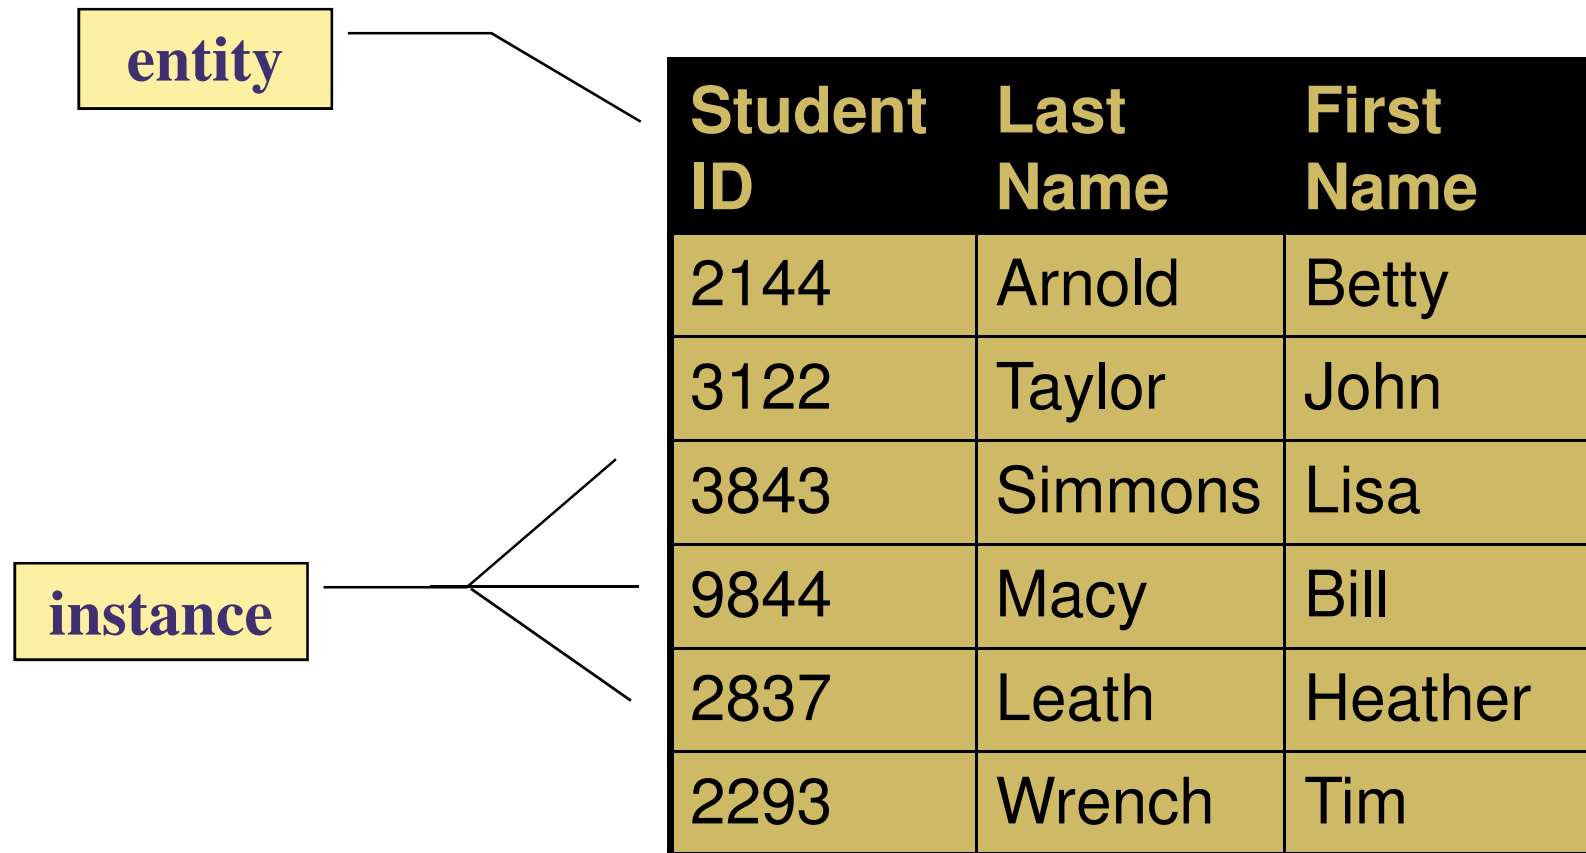 entity
Student ID Last Name First Name
2144 Arnold Betty
3122 Taylor John
3843 Simmons Lisa
9844 Macy Bill
instance
2837 Leath Heather
2293 Wrench Tim